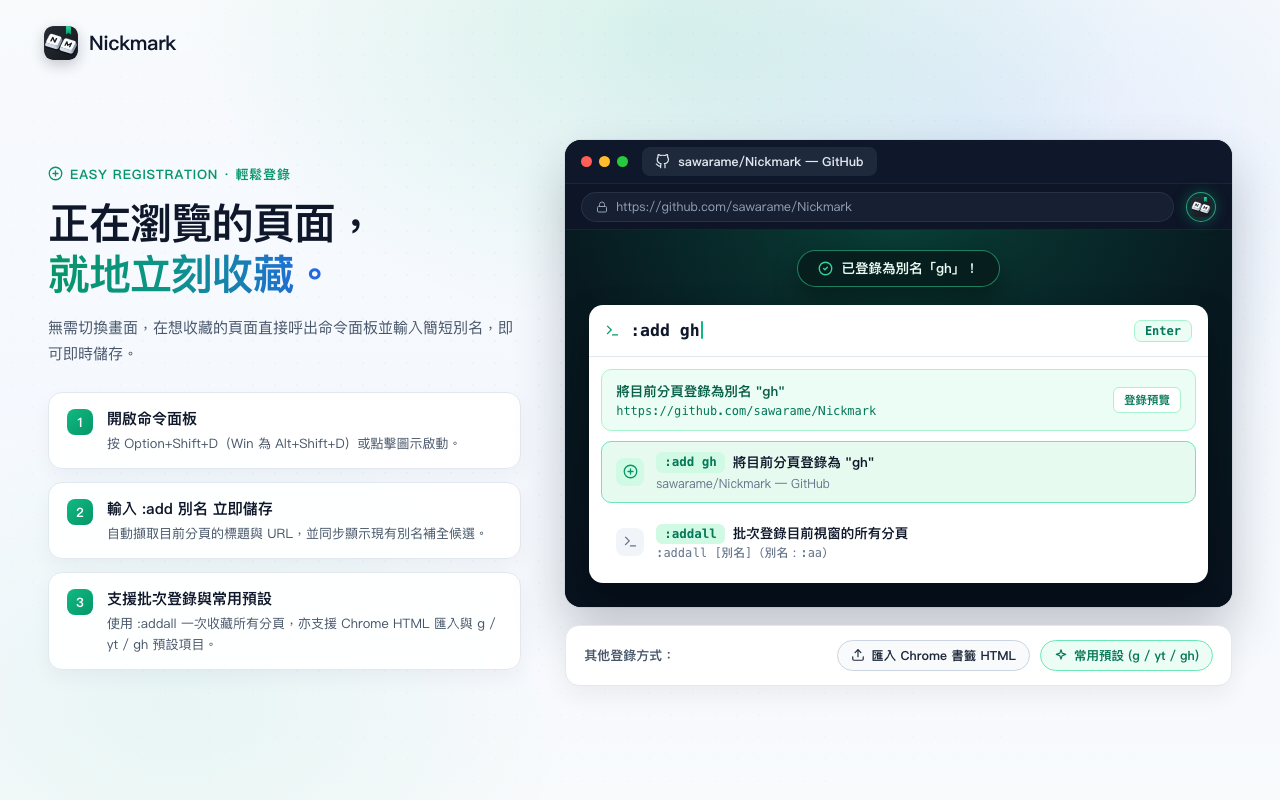 Nickmark
EASY REGISTRATION · 輕鬆登錄
正在瀏覽的頁面，
就地立刻收藏。
無需切換畫面，在想收藏的頁面直接呼出命令面板並輸入簡短別名，即
可即時儲存。
1 開啟命令面板
按 Option+Shift+D（Win 為 Alt+Shift+D）或點擊圖示啟動。
2 輸入 :add 別名 立即儲存
自動擷取目前分頁的標題與 URL，並同步顯示現有別名補全候選。
3 支援批次登錄與常用預設
使用 :addall 一次收藏所有分頁，亦支援 Chrome HTML 匯入與 g /
yt / gh 預設項目。
sawarame/Nickmark — GitHub
https://github.com/sawarame/Nickmark
已登錄為別名「gh」！
:add gh
Enter
將目前分頁登錄為別名 "gh"
https://github.com/sawarame/Nickmark
登錄預覽
:add gh 將目前分頁登錄為 "gh"
sawarame/Nickmark — GitHub
:addall 批次登錄目前視窗的所有分頁
:addall [別名]（別名：:aa）
其他登錄方式：
匯入 Chrome 書籤 HTML
常用預設 (g / yt / gh)